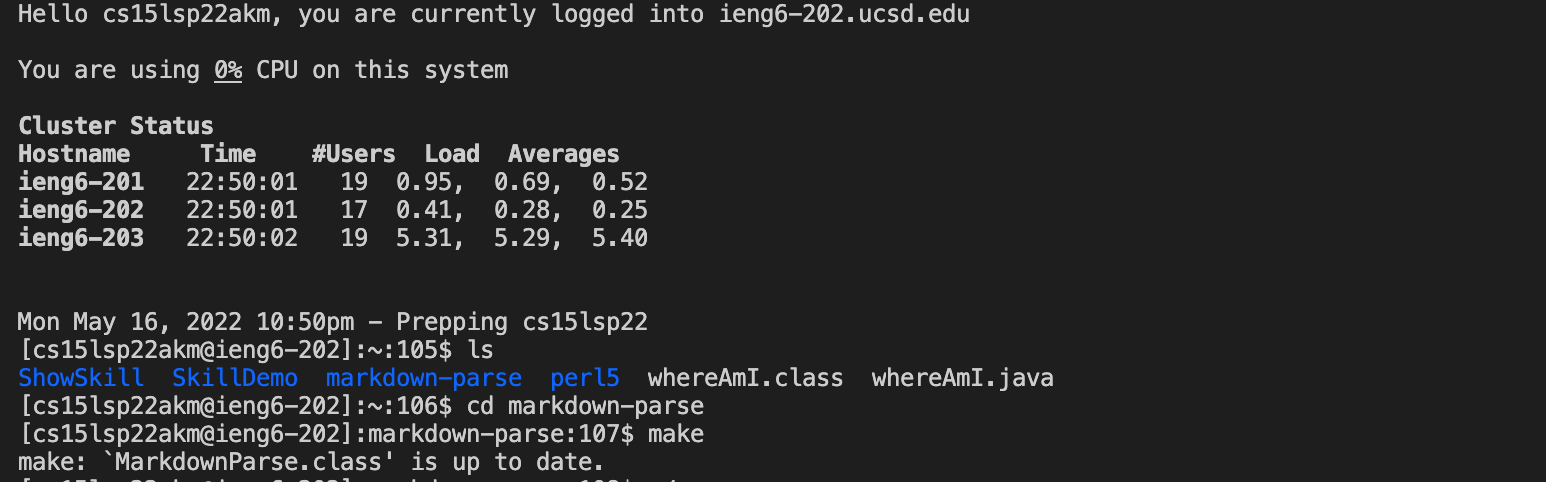 Hello cs15lsp22akm, you are currently logged into ieng6-202.ucsd.edu
You are using 0% CPU on this system
Cluster Status
Hostname     Time    #Users  Load  Averages
ieng6-201   22:50:01   19  0.95,  0.69,  0.52
ieng6-202   22:50:01   17  0.41,  0.28,  0.25
ieng6-203   22:50:02   19  5.31,  5.29,  5.40
Mon May 16, 2022 10:50pm - Prepping cs15lsp22
[cs15lsp22akm@ieng6-202]:~:105$ ls
ShowSkill  SkillDemo  markdown-parse  perl5  whereAmI.class  whereAmI.java
[cs15lsp22akm@ieng6-202]:~:106$ cd markdown-parse
[cs15lsp22akm@ieng6-202]:markdown-parse:107$ make
make: `MarkdownParse.class' is up to date.